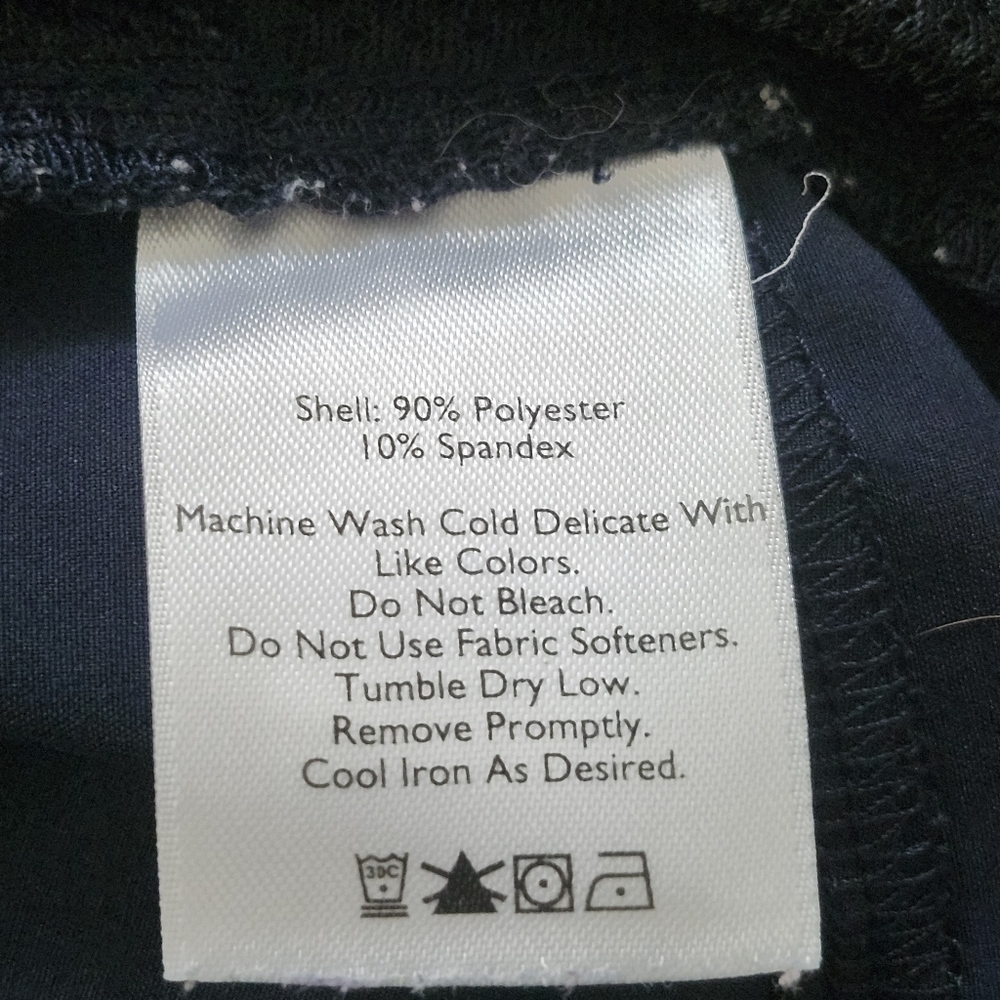 Shell: 90% Polyester
10% Spandex
Machine Wash Cold Delicate With
Like Colors.
Do Not Bleach.
Do Not Use Fabric Softeners.
Tumble Dry Low.
Remove Promptly.
Cool Iron As Desired.
30C